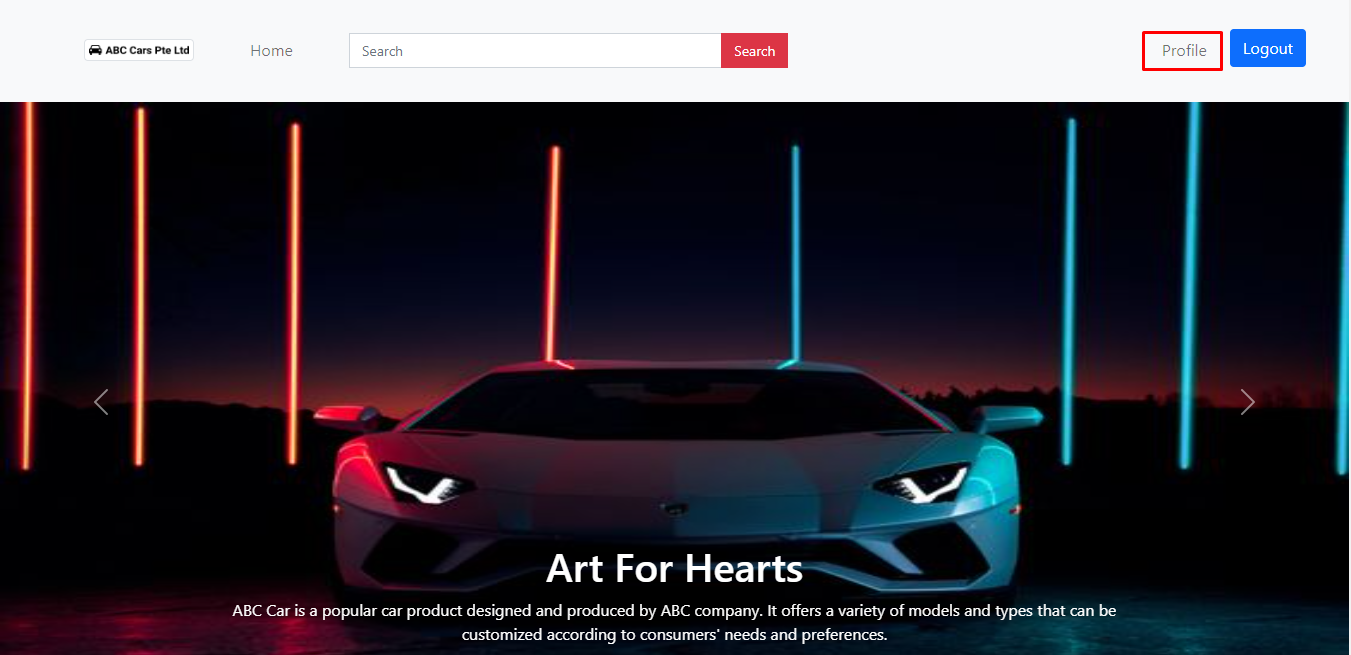 ABC Cars Pte Ltd
Home
Search
Search
Profile
Logout
Art For Hearts
ABC Car is a popular car product designed and produced by ABC company. It offers a variety of models and types that can be
customized according to consumers' needs and preferences.